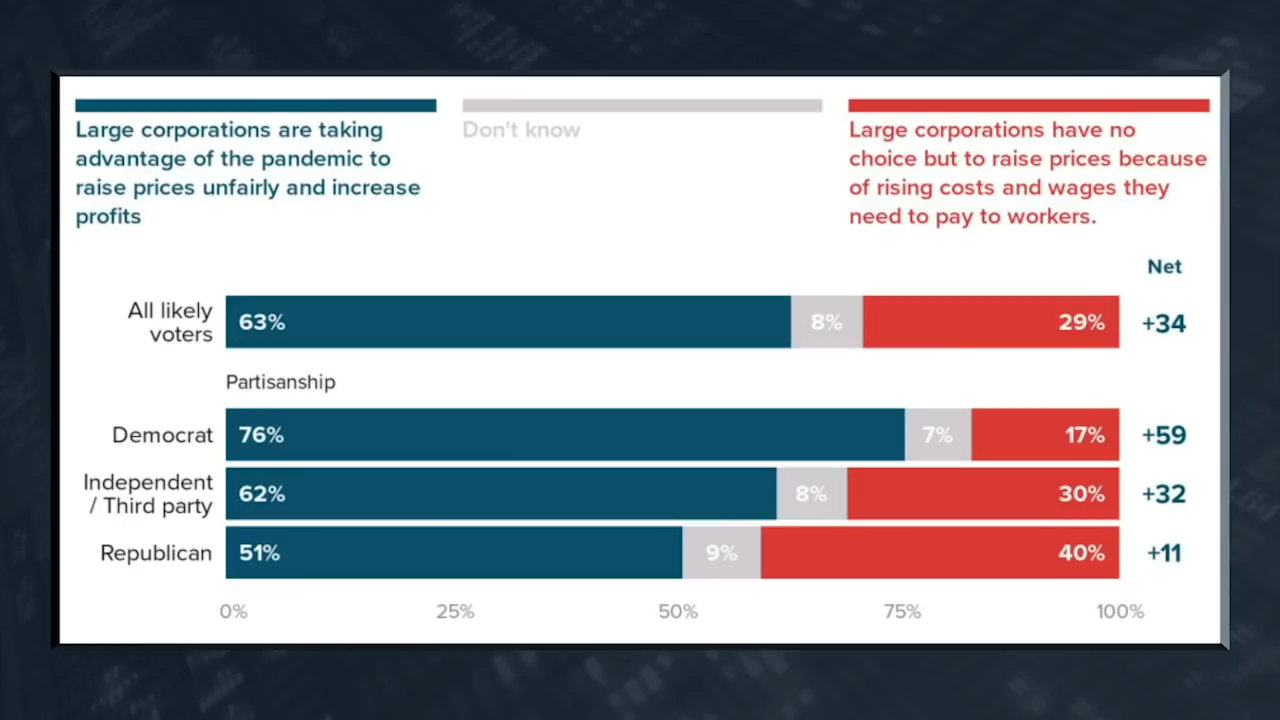 Large corporations are taking
advantage of the pandemic to
raise prices unfairly and increase
profits
Don't know
Large corporations have no
choice but to raise prices because
of rising costs and wages they
need to pay to workers.
Net
All likely
voters
63%
8%
29%
+34
Partisanship
Democrat
76%
7%
17%
+59
Independent
/ Third party
62%
8%
30%
+32
Republican
51%
9%
40%
+11
0%
25%
50%
75%
100%